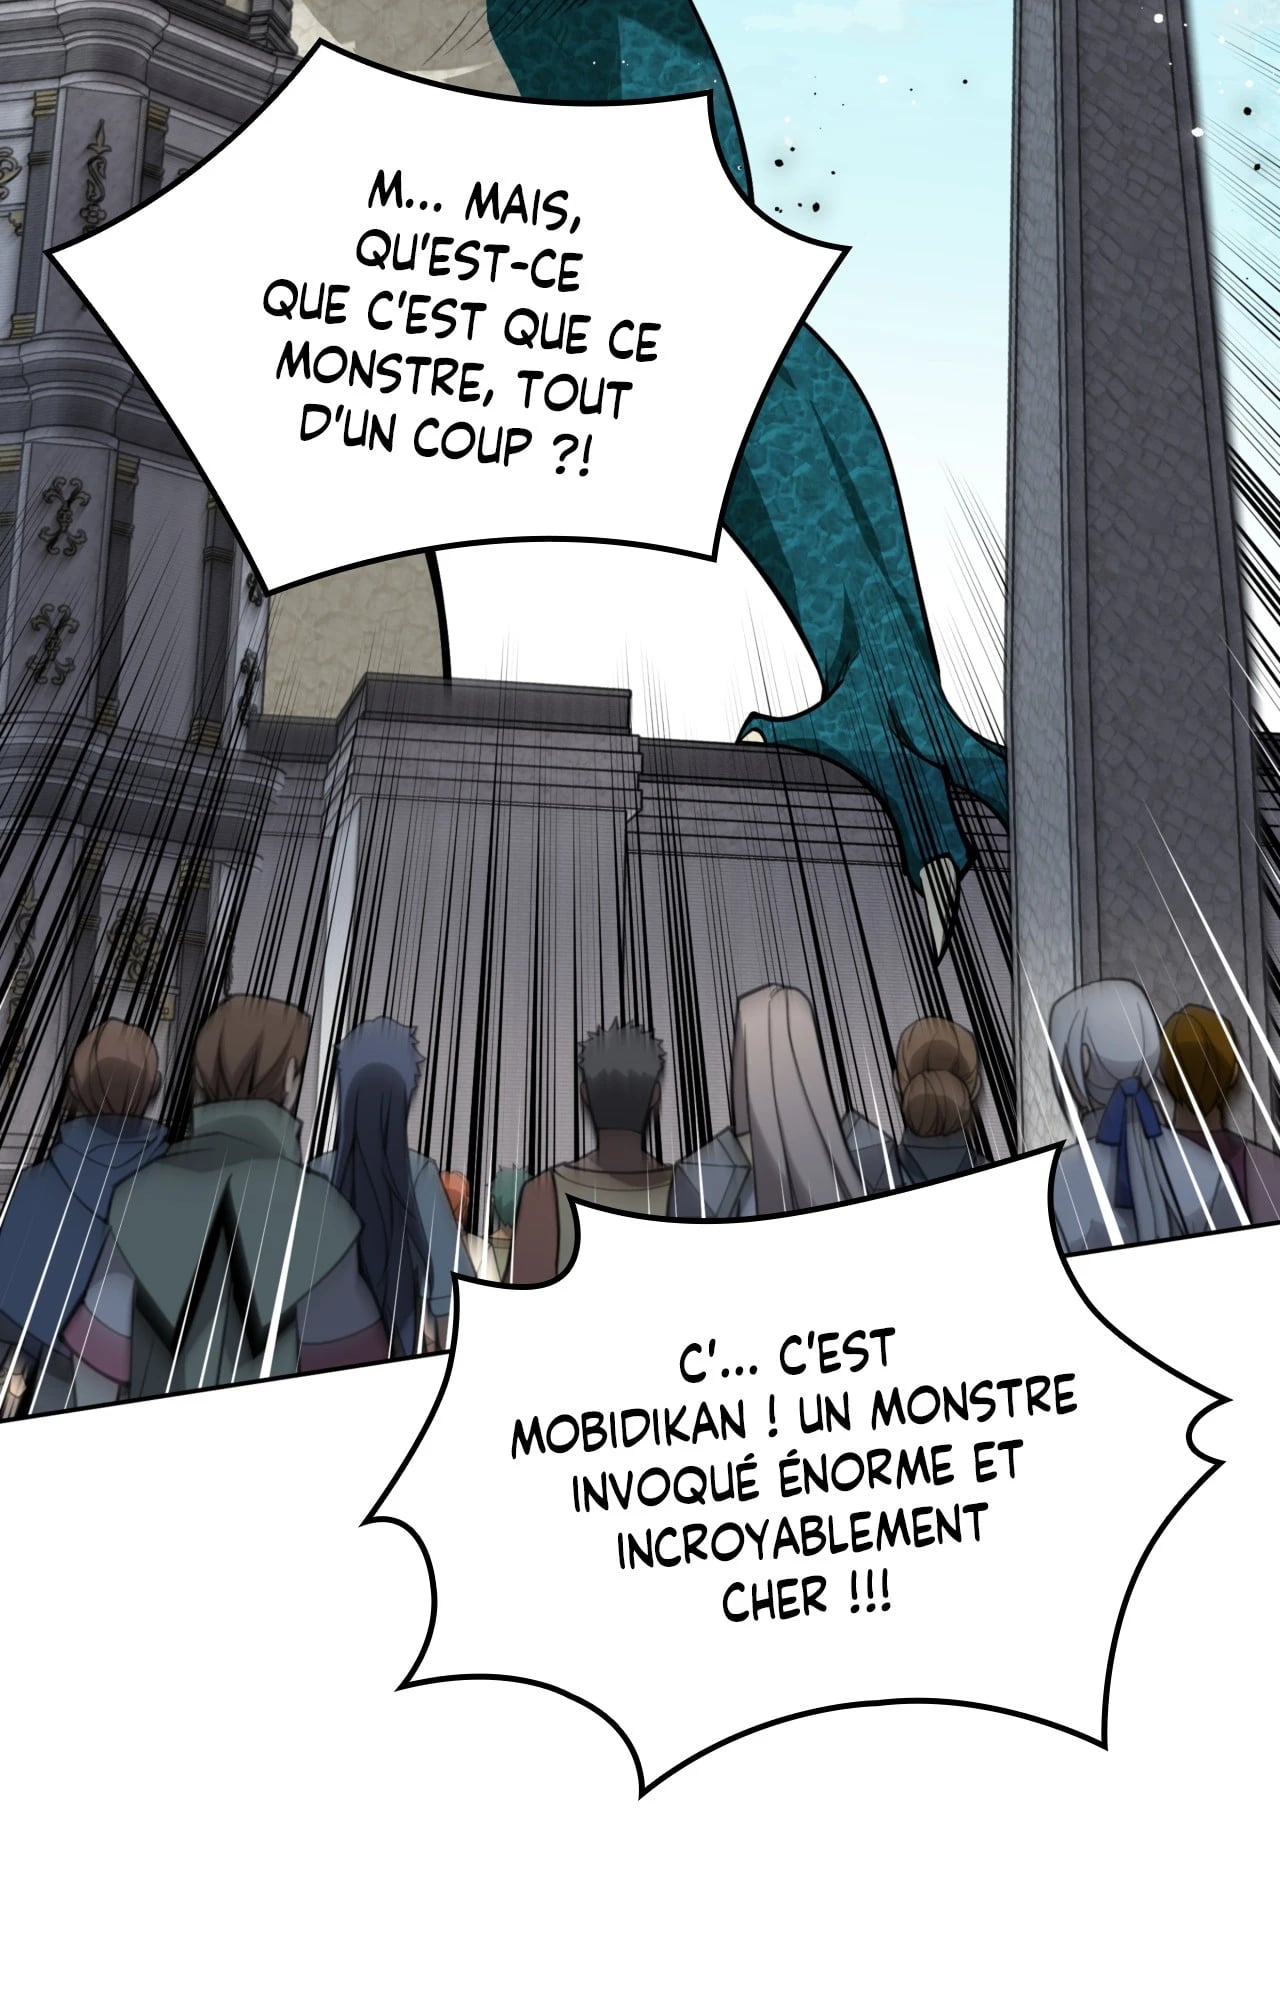 M... MAIS,
QU'EST-CE
QUE C'EST QUE CE
MONSTRE, TOUT
D'UN COUP ?!
C'... C'EST
MOBIDIKAN ! UN MONSTRE
INVOQUÉ ÉNORME ET
INCROYABLEMENT
CHER !!!